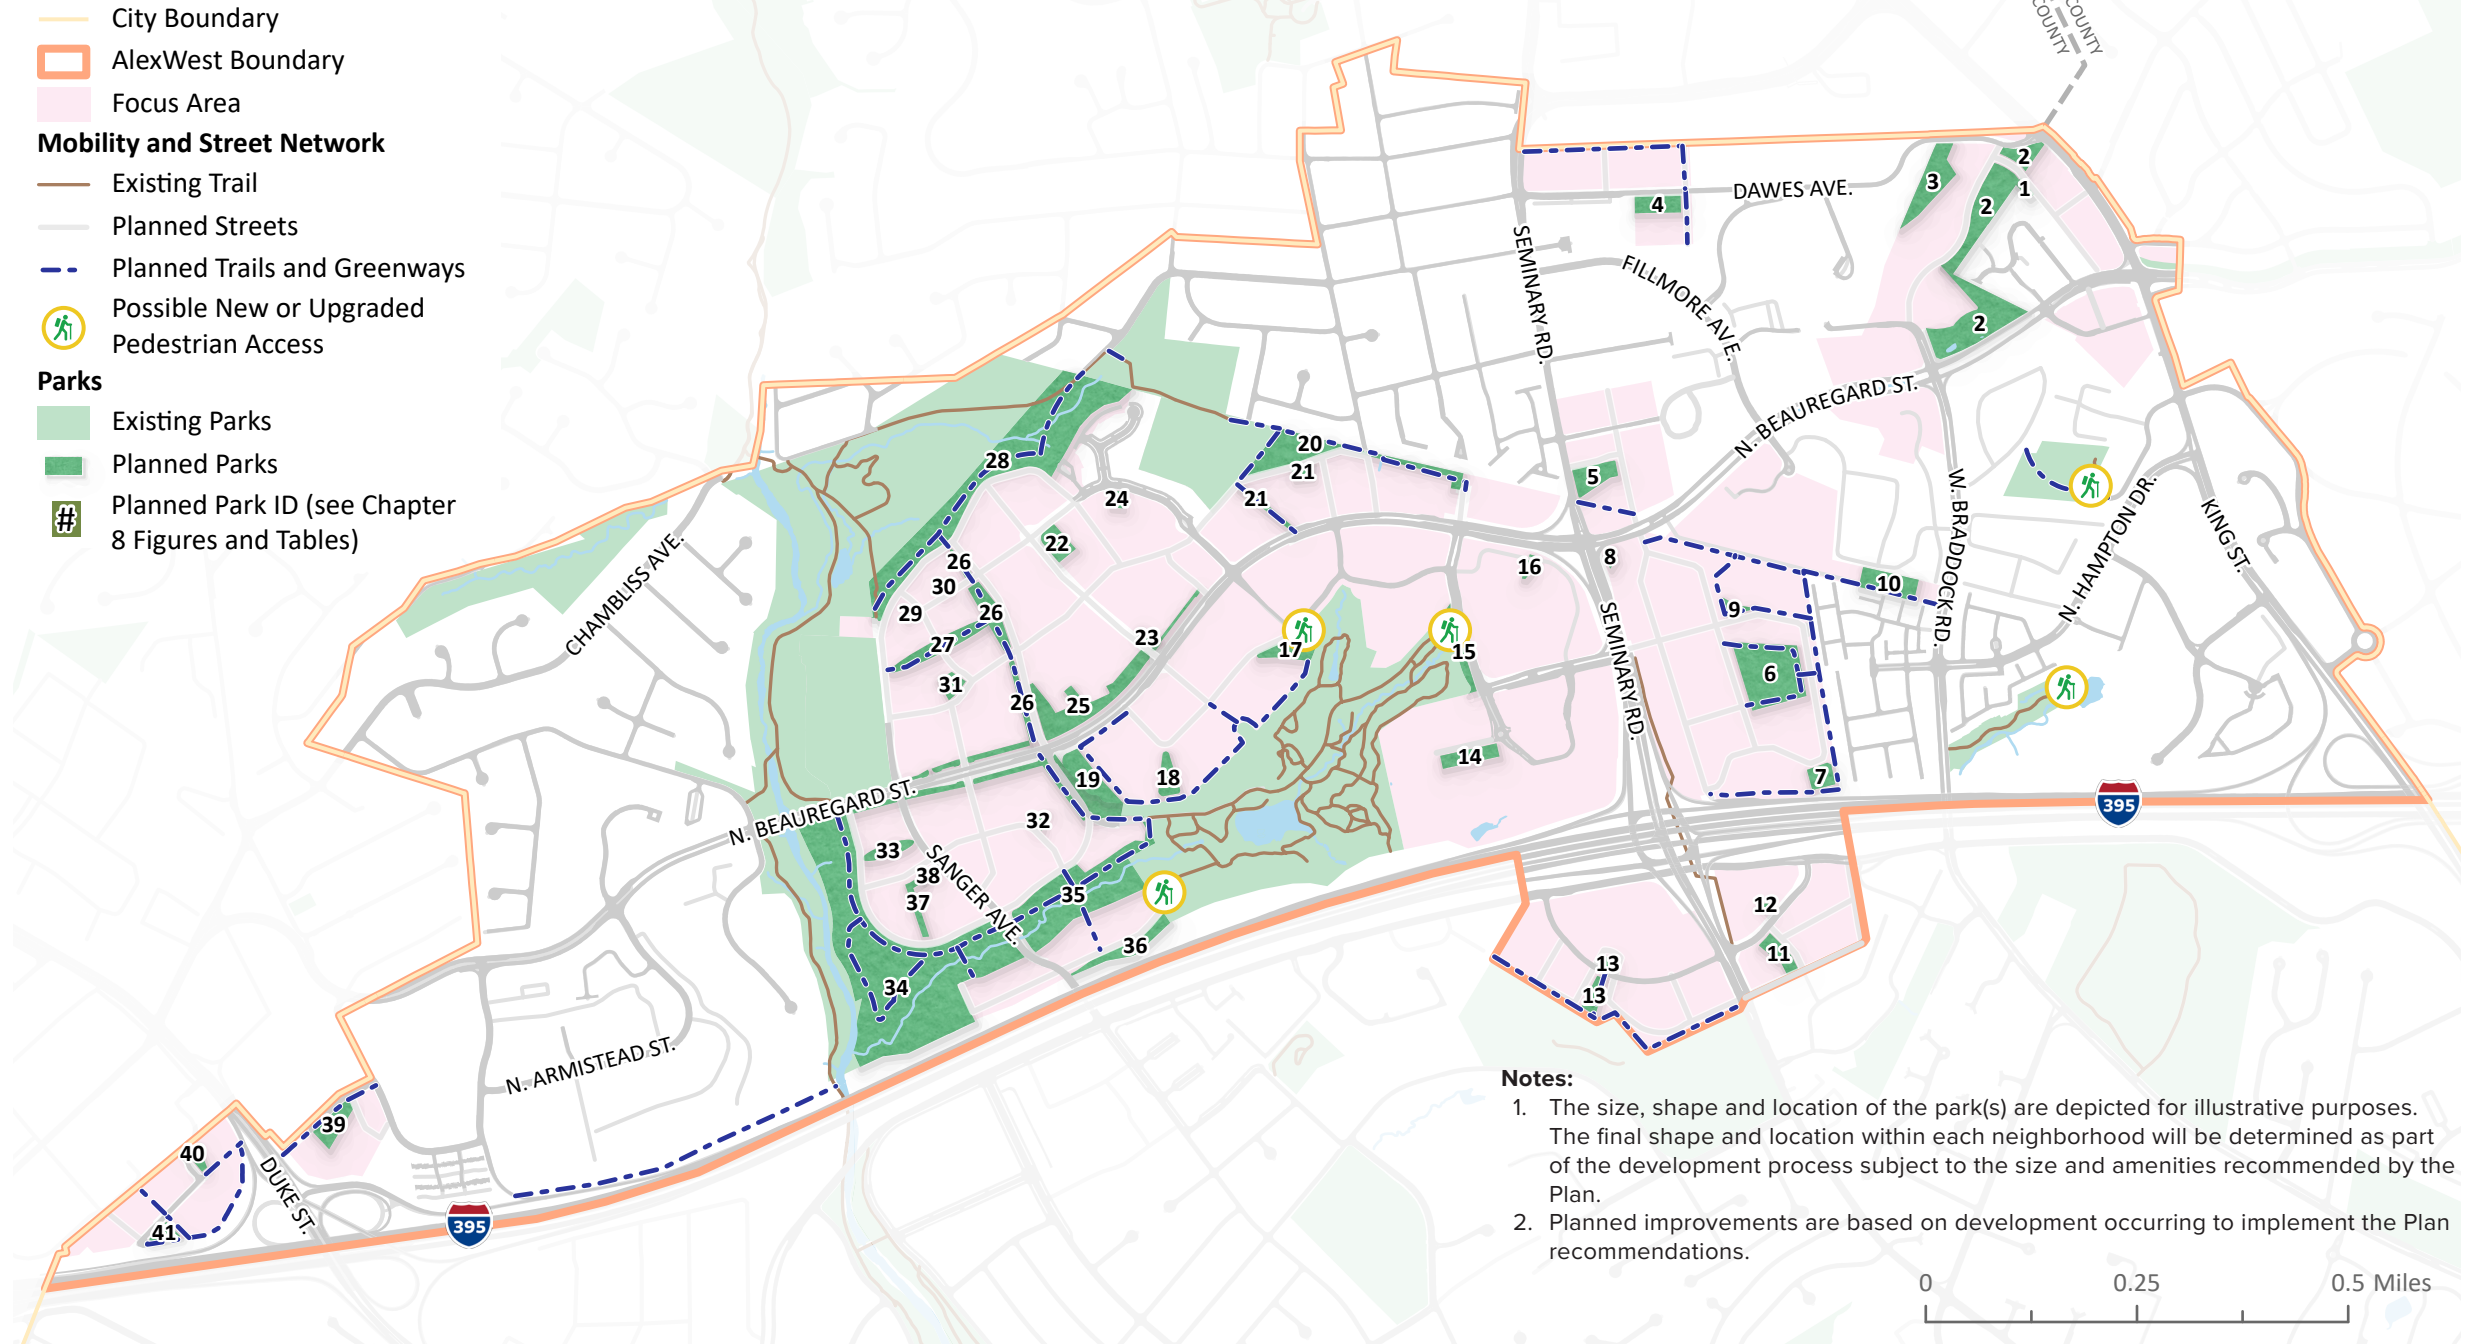 City Boundary
AlexWest Boundary
Focus Area
Mobility and Street Network
Existing Trail
Planned Streets
Planned Trails and Greenways
Possible New or Upgraded
Pedestrian Access
Parks
Existing Parks
Planned Parks
#
Planned Park ID (see Chapter
8 Figures and Tables)
COUNTY
COUNTY
2
1
3
2
DAWES AVE.
4
SEMINARY RD.
FILLMORE AVE.
2
N. BEAUREGARD ST.
20
28
21
5
24
21
W. BRADDOCK RD.
N. HAMPTON DR.
KING ST.
CHAMBLISS AVE.
22
26
16
8
10
30
29
26
9
SEMINARY RD.
27
23
17
15
6
31
26
25
14
19
18
7
N. BEAUREGARD ST.
395
32
33
SANGER AVE.
38
37
35
12
36
11
34
13
13
N. ARMISTEAD ST.
39
40
DUKE ST.
41
395
Notes:
1. The size, shape and location of the park(s) are depicted for illustrative purposes.
The final shape and location within each neighborhood will be determined as part
of the development process subject to the size and amenities recommended by the
Plan.
2. Planned improvements are based on development occurring to implement the Plan
recommendations.
0 0.25 0.5 Miles